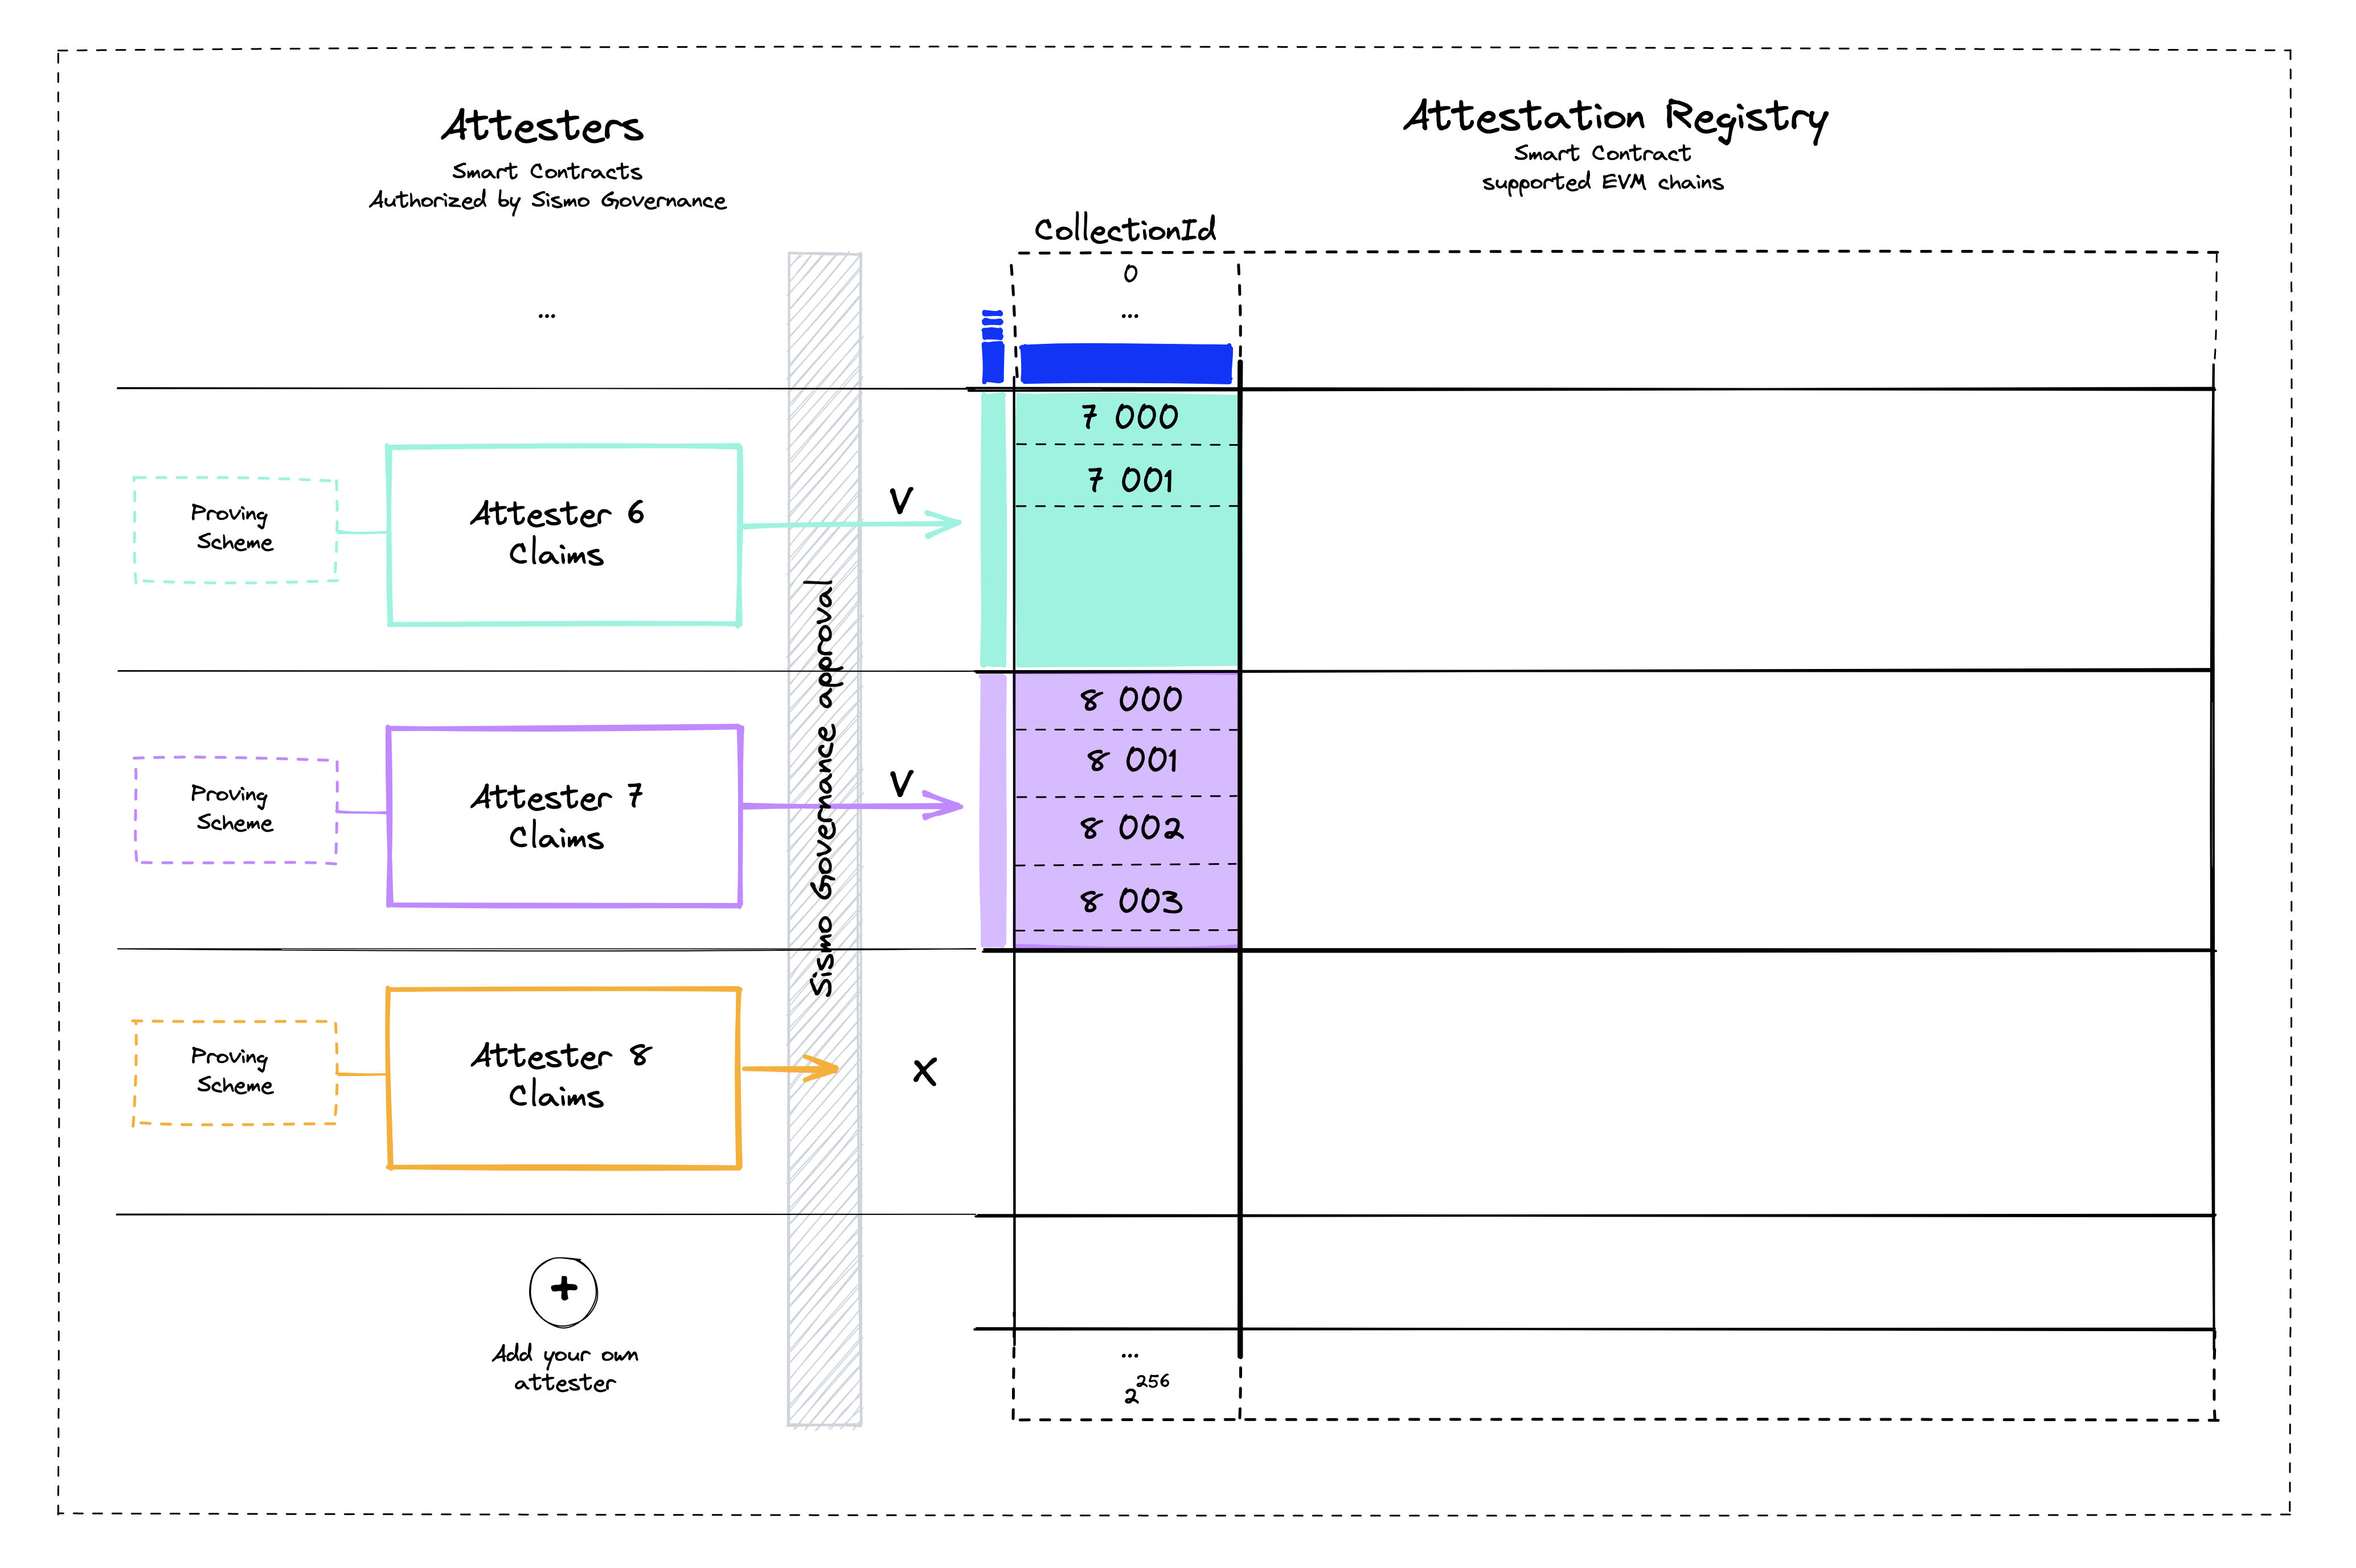 Attesters
Smart Contracts
Authorized by Sismo Governance
Attestation Registry
Smart Contract
supported EVM chains
CollectionId
0
...
...
7 000
7 001
Proving
Scheme
Attester 6
Claims
V
Sismo Governance approval
8 000
8 001
8 002
8 003
Proving
Scheme
Attester 7
Claims
V
Proving
Scheme
Attester 8
Claims
X
+
Add your own
attester
...
2^256